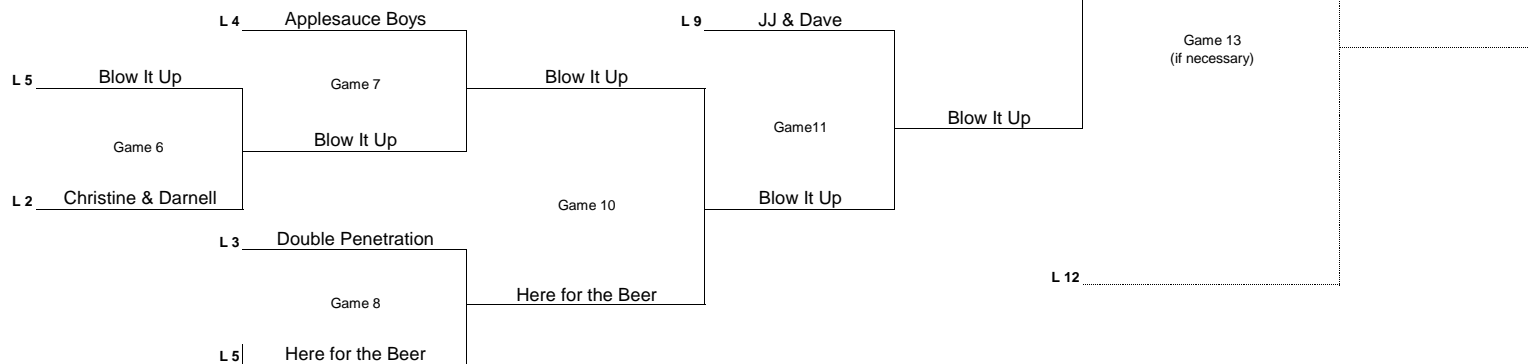 L 4 Applesauce Boys
L 9 JJ & Dave
Game 13
(if necessary)
L 5 Blow It Up
Game 7
Blow It Up
Blow It Up
Game11
Blow It Up
Game 6
L 2 Christine & Darnell
Blow It Up
Game 10
L 3 Double Penetration
L 12
Here for the Beer
Game 8
L 5 Here for the Beer